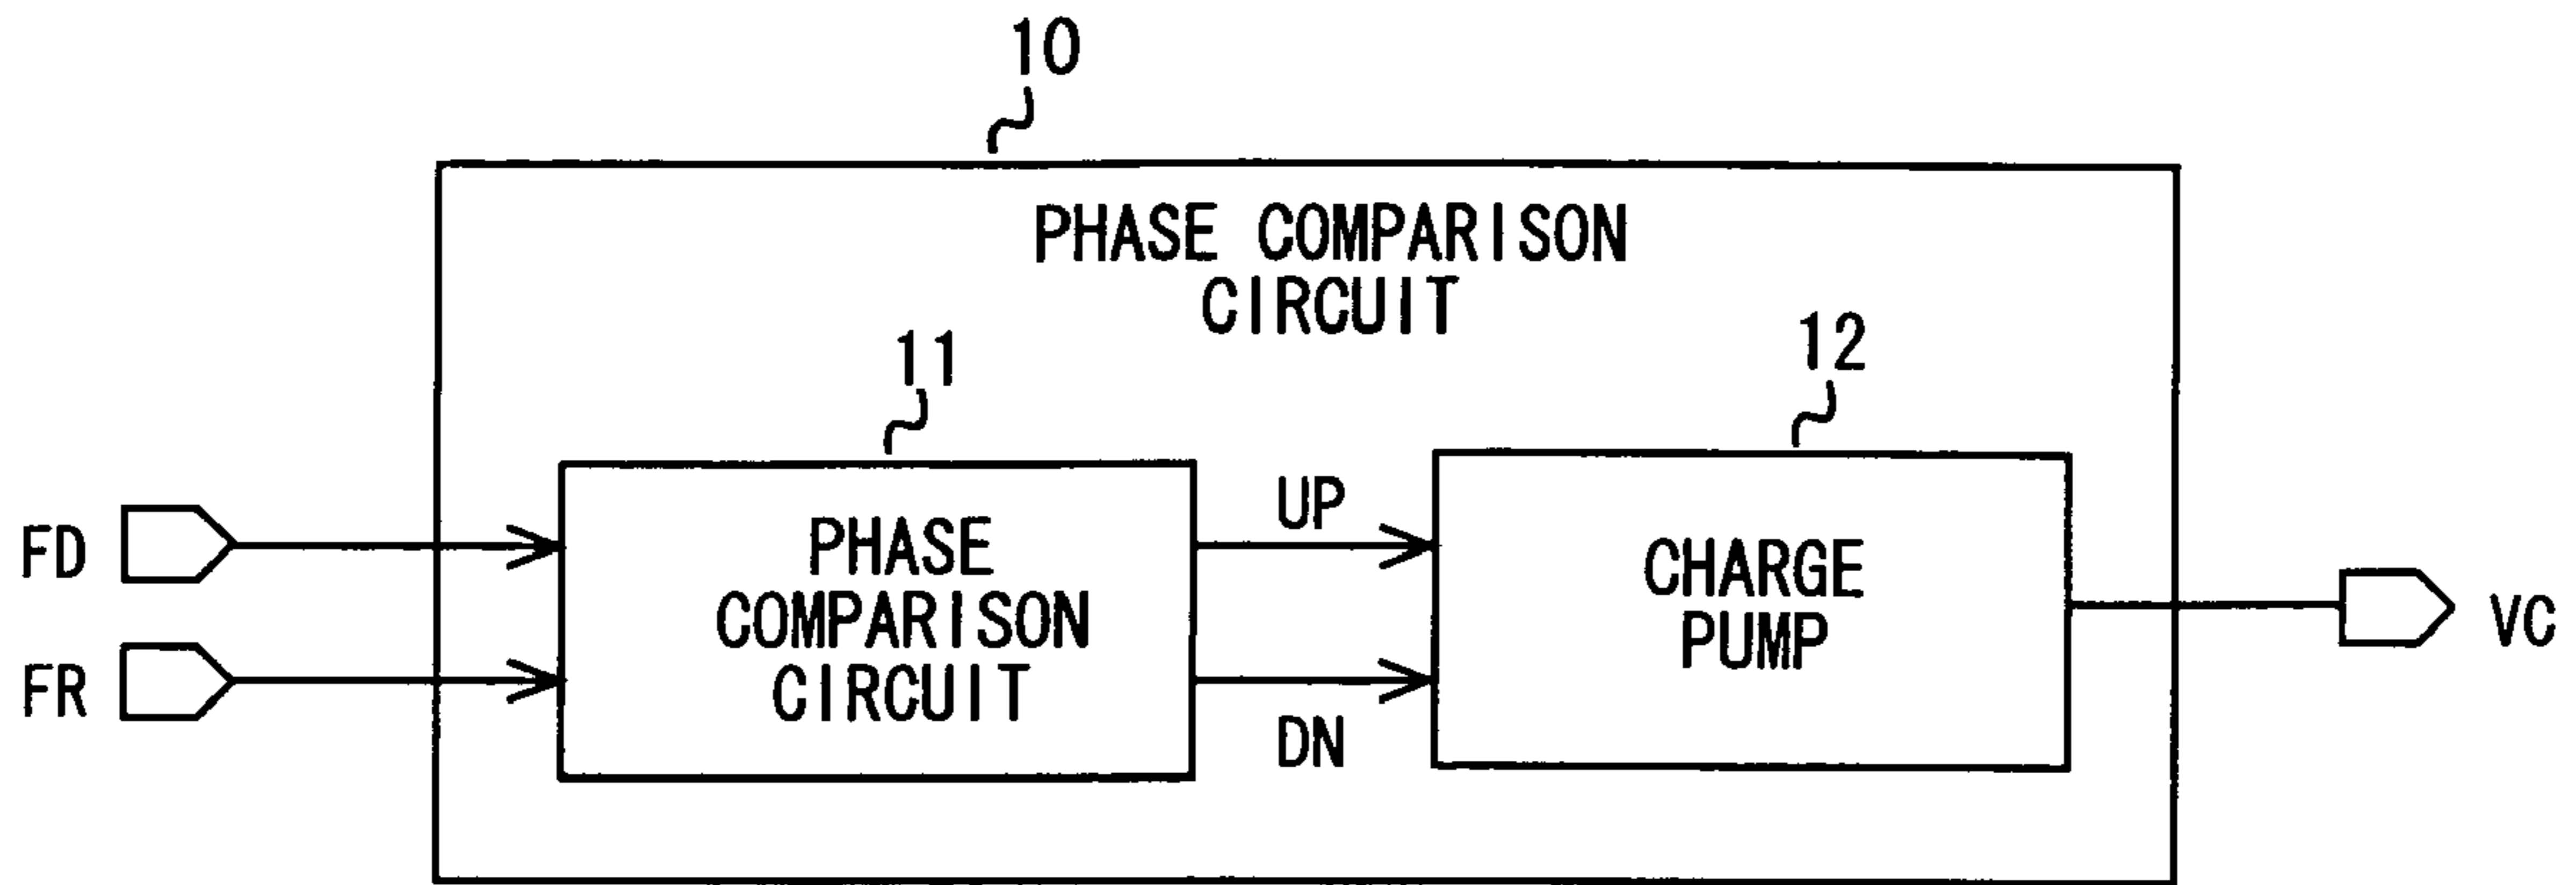 10
PHASE COMPARISON
CIRCUIT
11
12
FD
FR
PHASE
COMPARISON
CIRCUIT
UP
DN
CHARGE
PUMP
VC